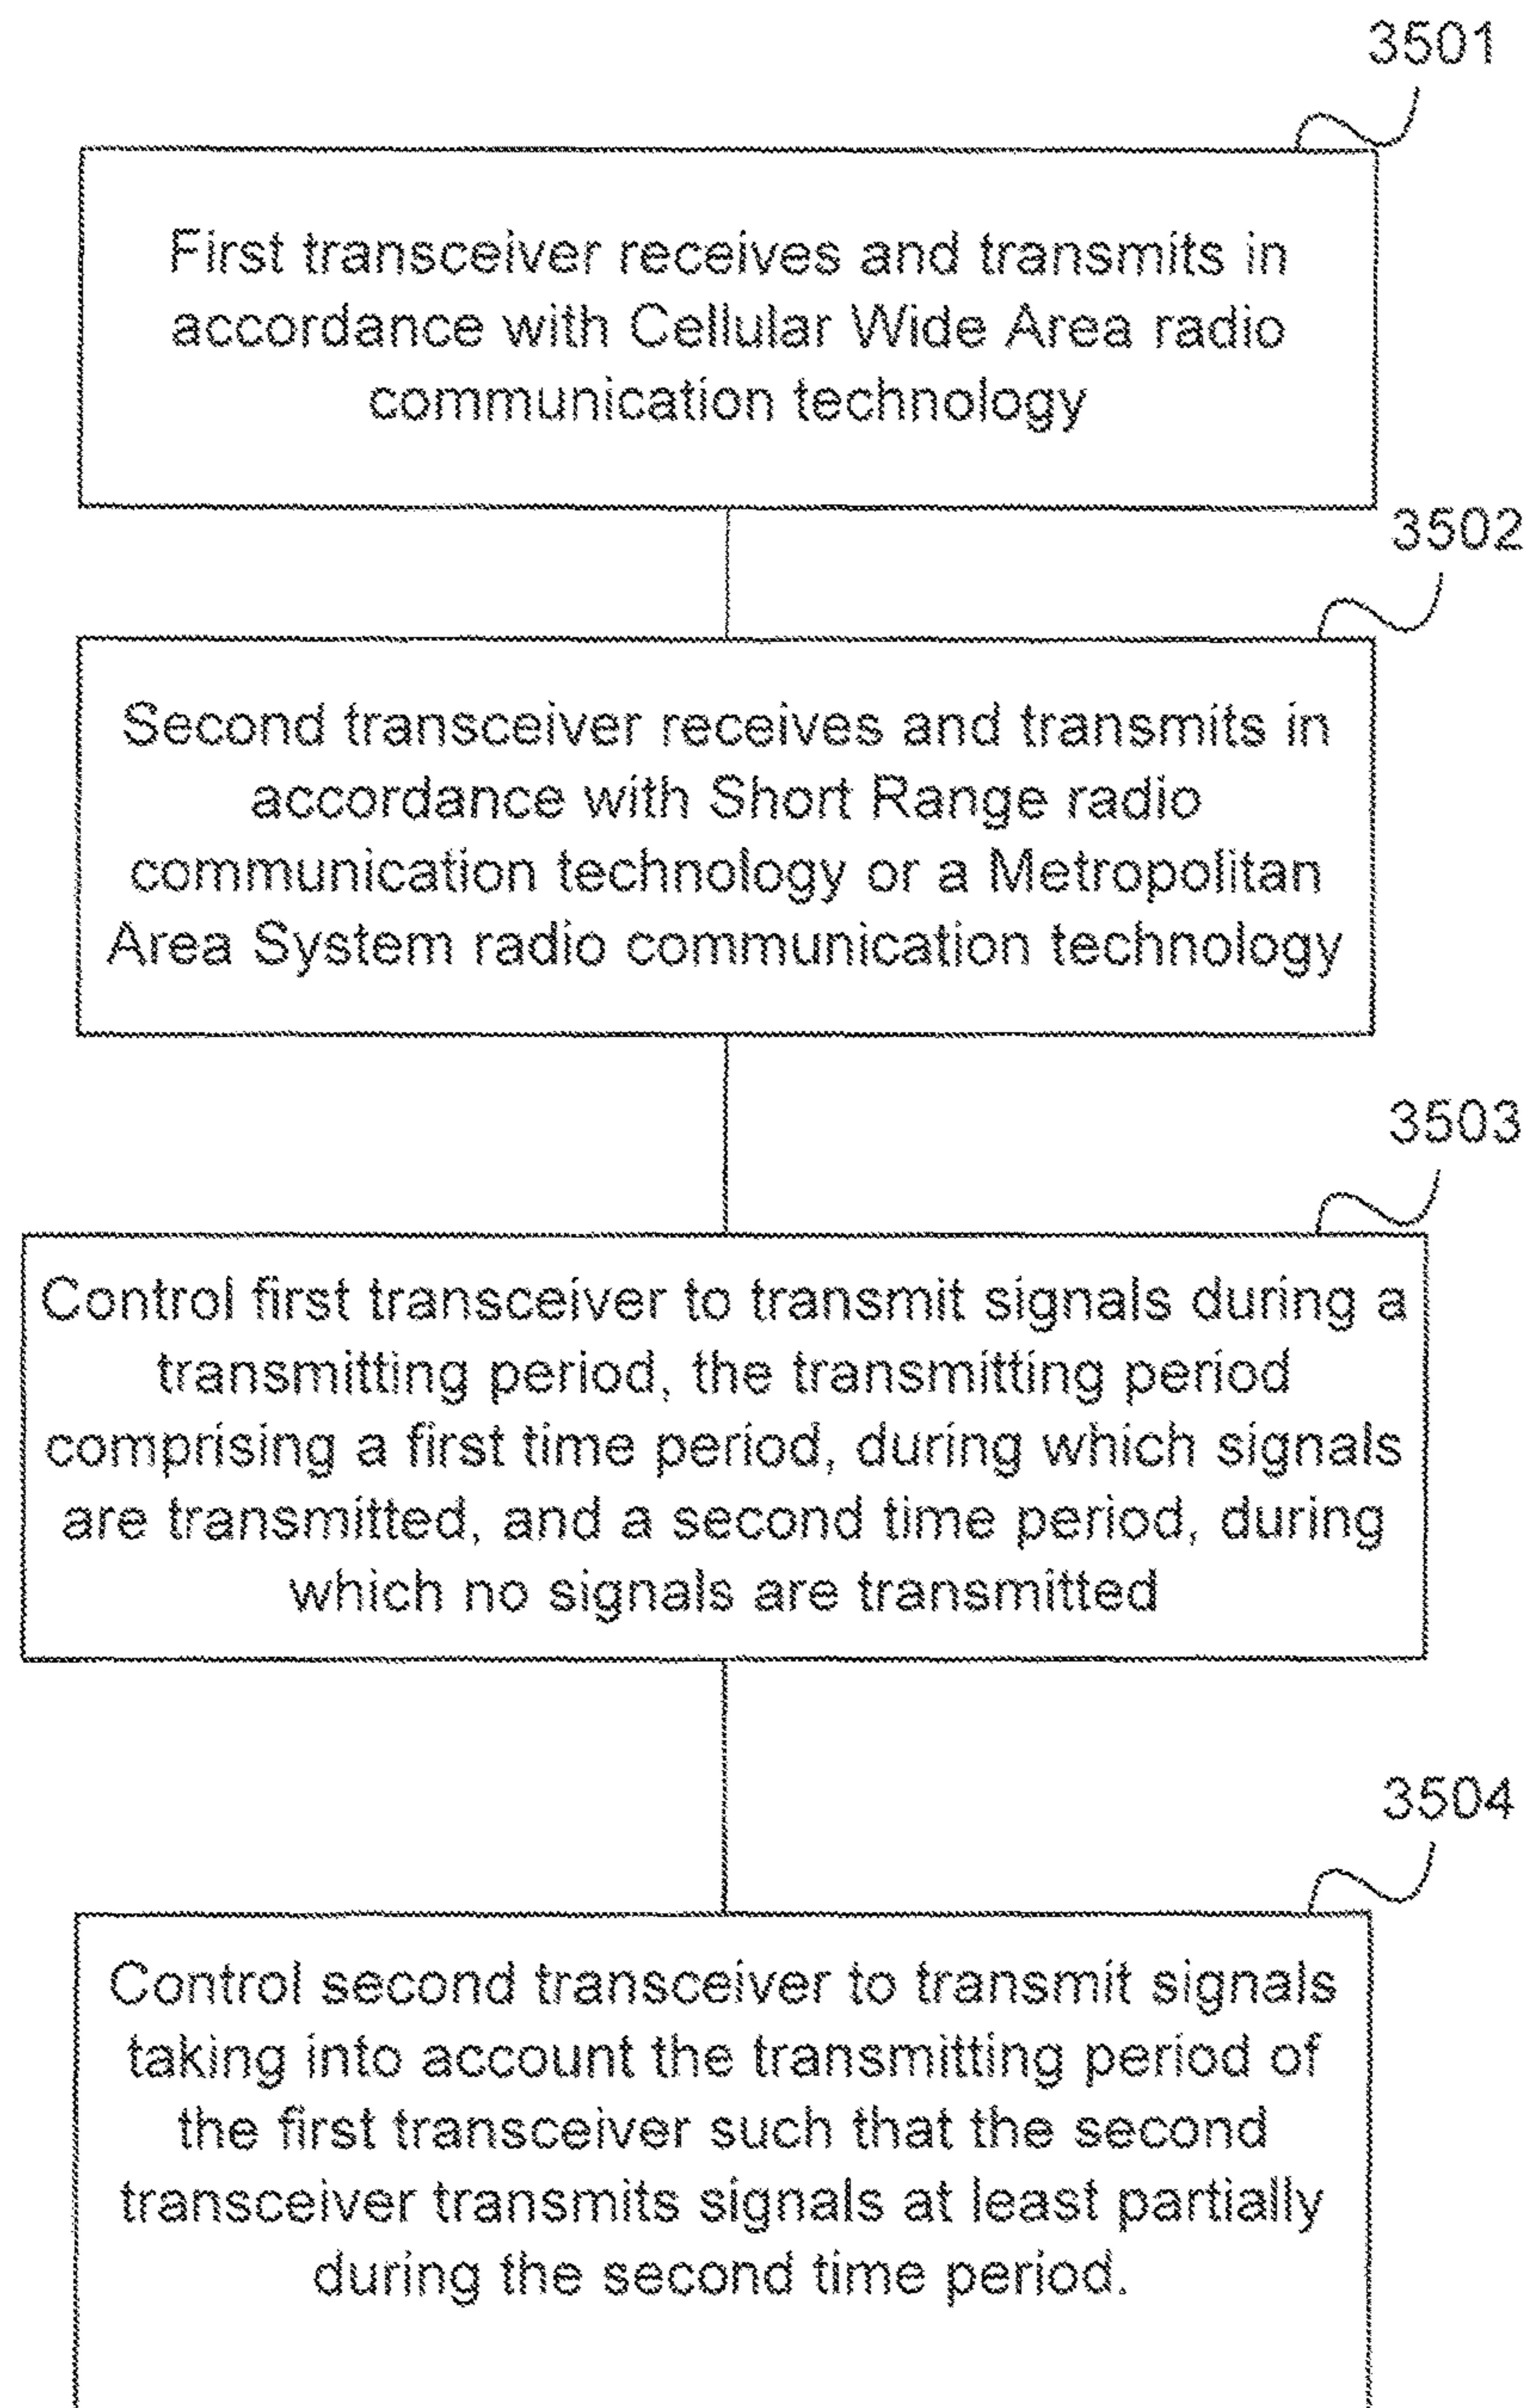 3501
First transceiver receives and transmits in
accordance with Cellular Wide Area radio
communication technology
3502
Second transceiver receives and transmits in
accordance with Short Range radio
communication technology or a Metropolitan
Area System radio communication technology
3503
Control first transceiver to transmit signals during a
transmitting period, the transmitting period
comprising a first time period, during which signals
are transmitted, and a second time period, during
which no signals are transmitted
3504
Control second transceiver to transmit signals
taking into account the transmitting period of
the first transceiver such that the second
transceiver transmits signals at least partially
during the second time period.